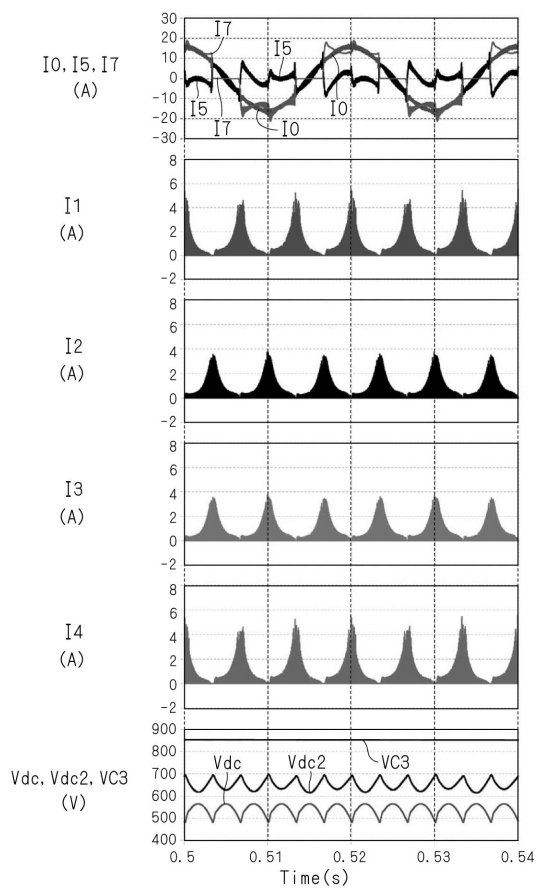 I0, I5, I7
(A)
30
20
10
0
-10
-20
-30
I7
I5
I5
I7
I0
I0
I1
(A)
8
6
4
2
0
-2
I2
(A)
8
6
4
2
0
-2
I3
(A)
8
6
4
2
0
-2
I4
(A)
8
6
4
2
0
-2
Vdc, Vdc2, VC3
(V)
900
800
700
600
500
400
Vdc
Vdc2
VC3
0.5
0.51
0.52
0.53
0.54
Time(s)